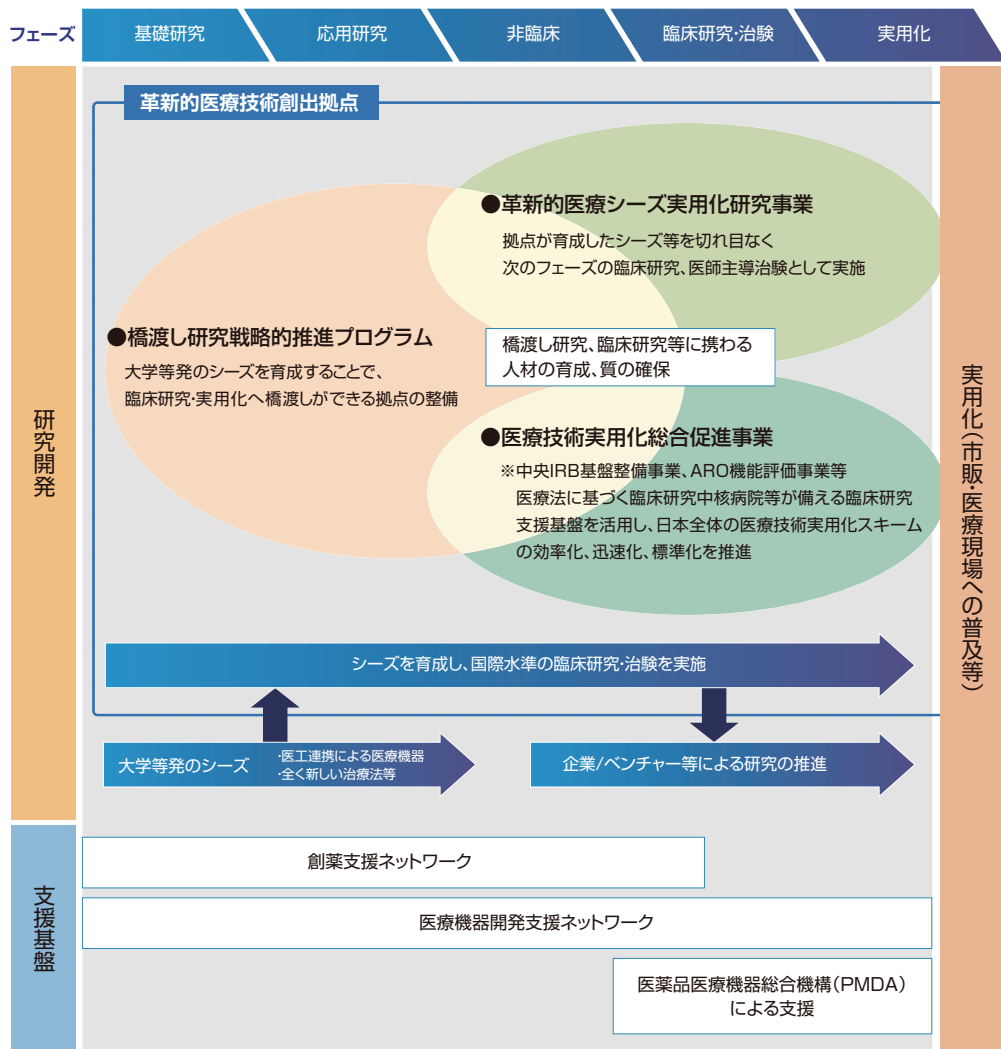 フェーズ
基礎研究
応用研究
非臨床
臨床研究・治験
実用化
研究開発
革新的医療技術創出拠点
●革新的医療シーズ実用化研究事業
拠点が育成したシーズ等を切れ目なく
次のフェーズの臨床研究、医師主導治験として実施
●橋渡し研究戦略的推進プログラム
大学等発のシーズを育成することで、
臨床研究・実用化へ橋渡しができる拠点の整備
橋渡し研究、臨床研究等に携わる
人材の育成、質の確保
●医療技術実用化総合促進事業
※中央IRB基盤整備事業、ARO機能評価事業等
医療法に基づく臨床研究中核病院等が備える臨床研究
支援基盤を活用し、日本全体の医療技術実用化スキーム
の効率化、迅速化、標準化を推進
シーズを育成し、国際水準の臨床研究・治験を実施
大学等発のシーズ
・医工連携による医療機器
・全く新しい治療法等
企業/ベンチャー等による研究の推進
実用化(市販・医療現場への普及等)
支援基盤
創薬支援ネットワーク
医療機器開発支援ネットワーク
医薬品医療機器総合機構(PMDA)
による支援